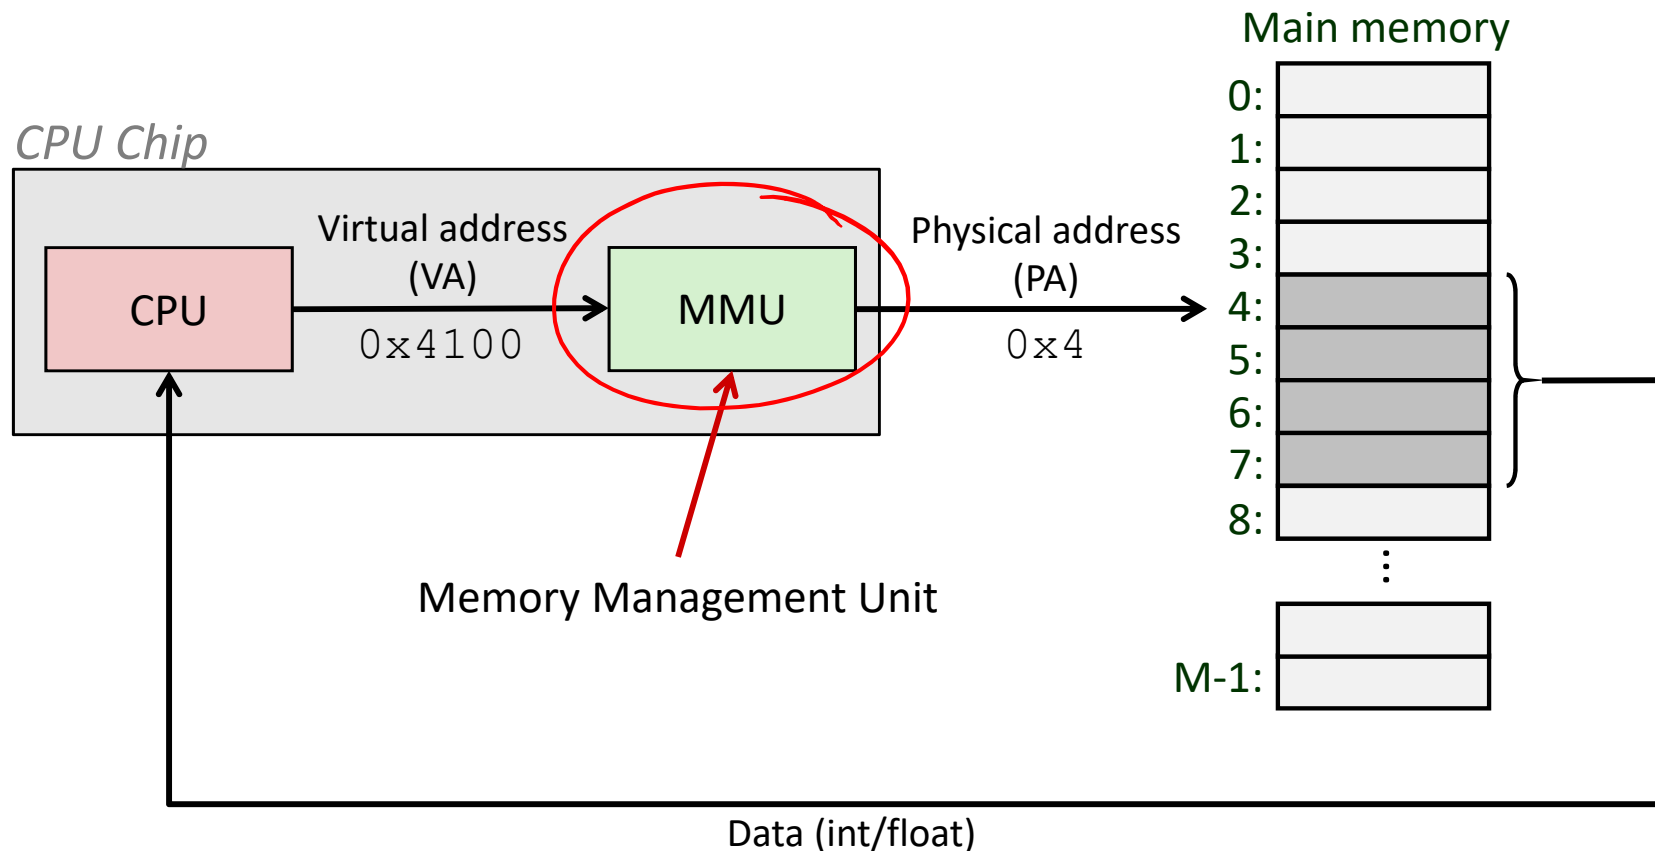 Main memory
CPU Chip
Virtual address
(VA)
0x4100
CPU
MMU
Physical address
(PA)
0x4
0:
1:
2:
3:
4:
5:
6:
7:
8:
⋮
M-1:
Memory Management Unit
Data (int/float)